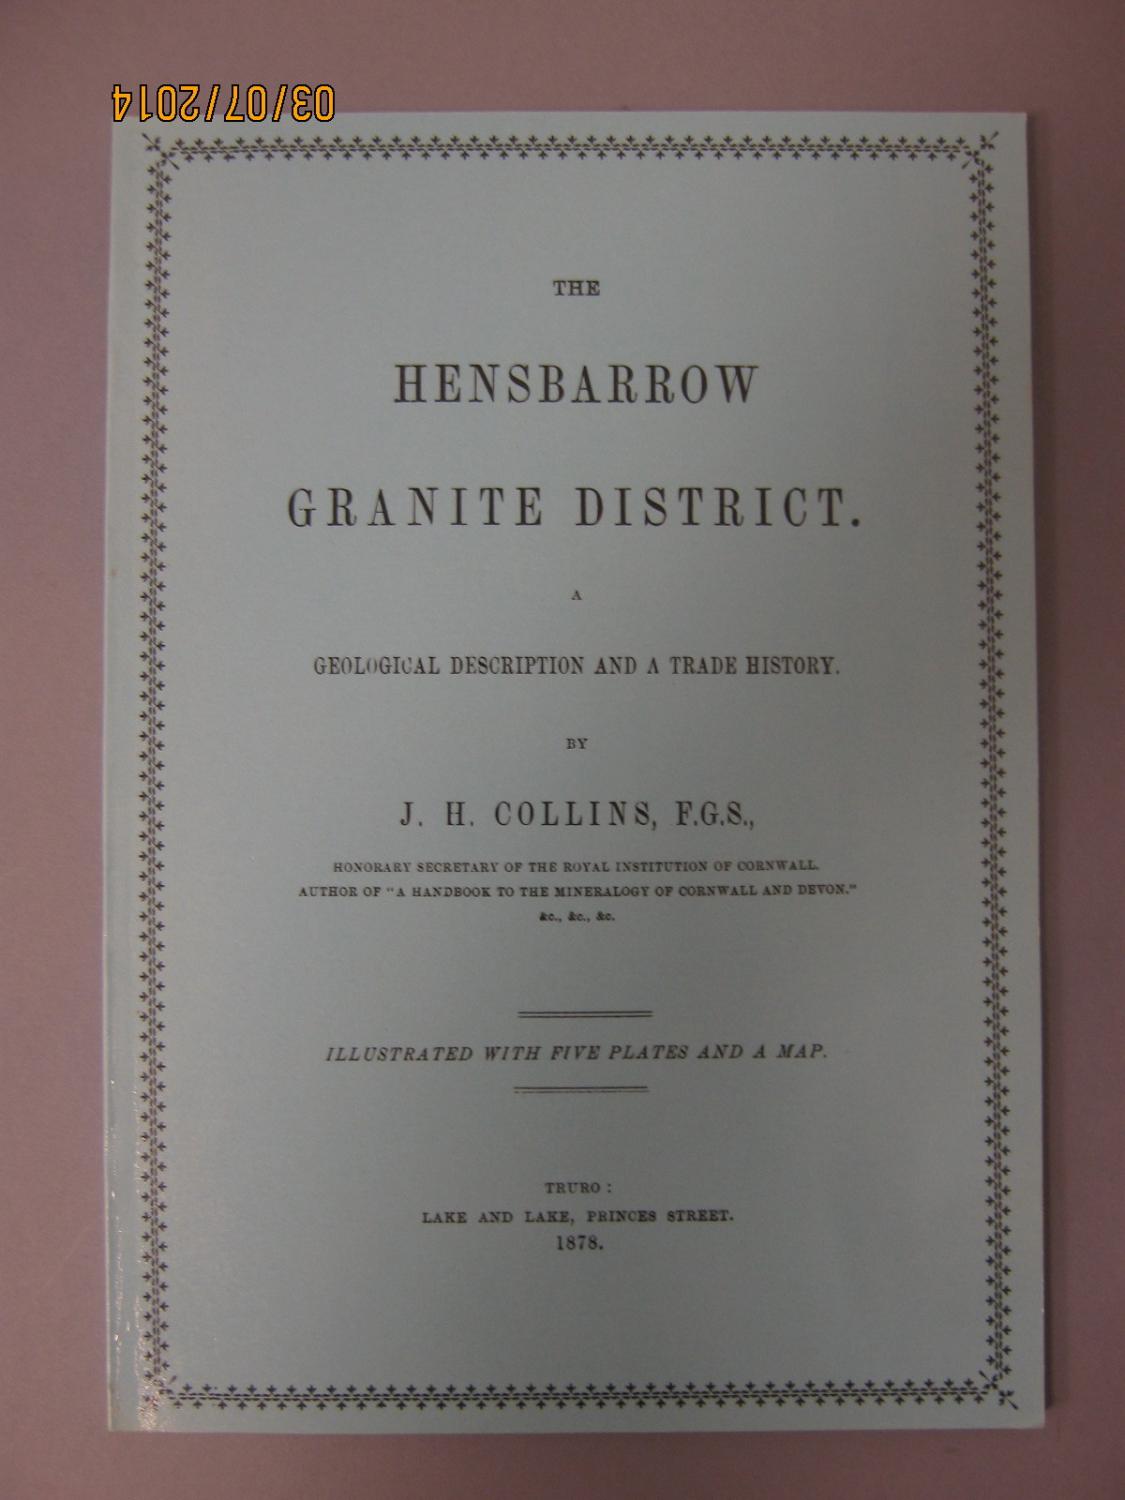 03/07/2014
THE
HENSBARROW
GRANITE DISTRICT.
A
GEOLOGICAL DESCRIPTION AND A TRADE HISTORY.
BY
J. H. COLLINS, F.G.S.,
HONORARY SECRETARY OF THE ROYAL INSTITUTION OF CORNWALL.
AUTHOR OF "A HANDBOOK TO THE MINERALOGY OF CORNWALL AND DEVON."
&c., &c., &c.
ILLUSTRATED WITH FIVE PLATES AND A MAP.
TRURO :
LAKE AND LAKE, PRINCES STREET.
1878.